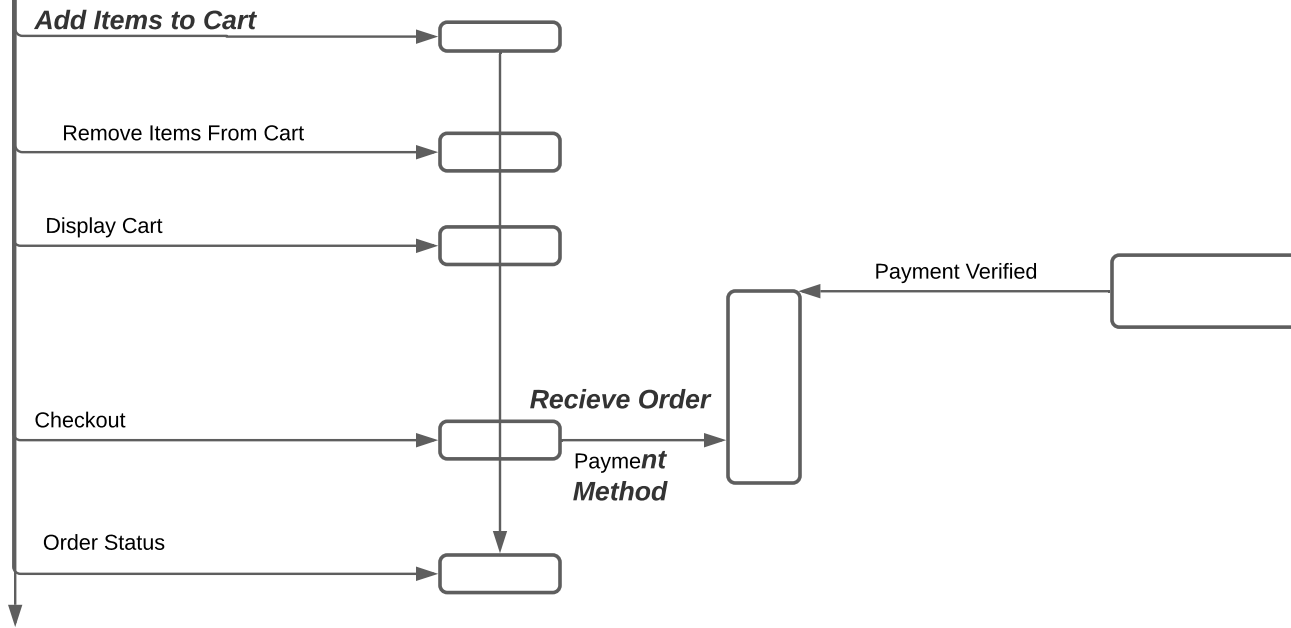 Add Items to Cart
Remove Items From Cart
Display Cart
Payment Verified
Recieve Order
Checkout
Payment
Method
Order Status